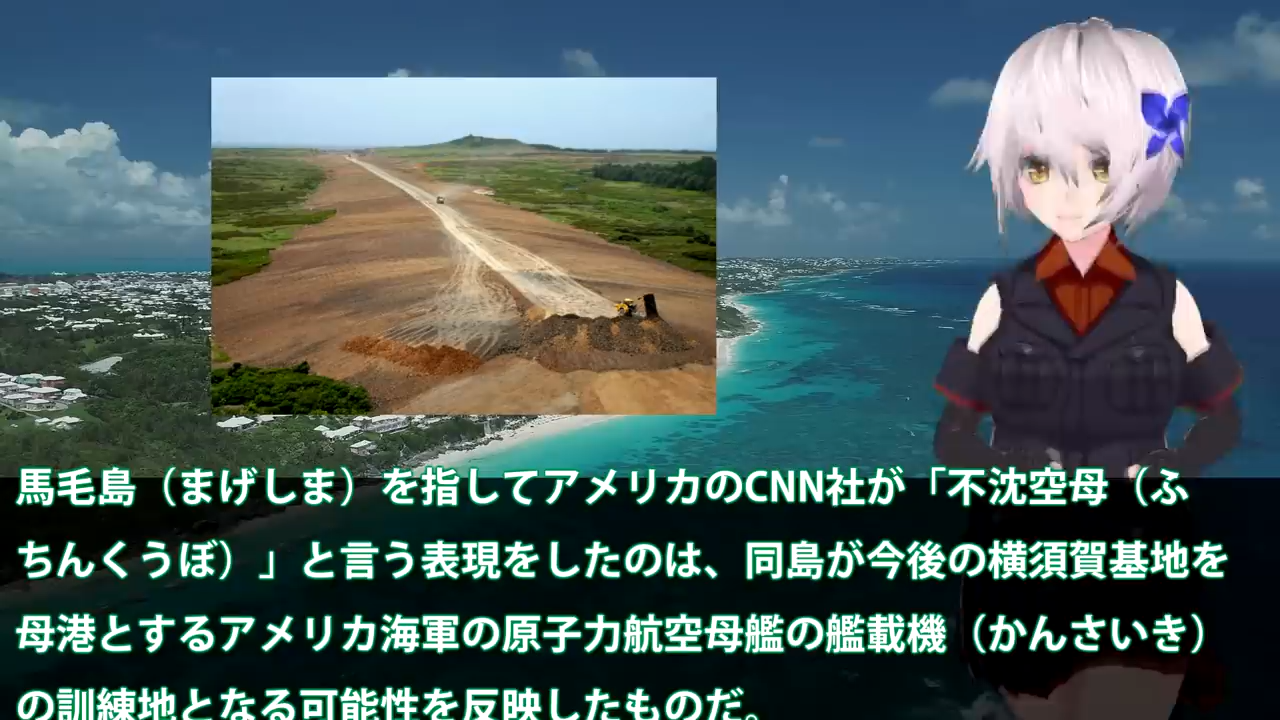 馬毛島（まげしま）を指してアメリカのCNN社が「不沈空母（ふ
ちんくうぼ）」と言う表現をしたのは、同島が今後の横須賀基地を
母港とするアメリカ海軍の原子力航空母艦の艦載機（かんさいき）
の訓練地となる可能性を反映したものだ。